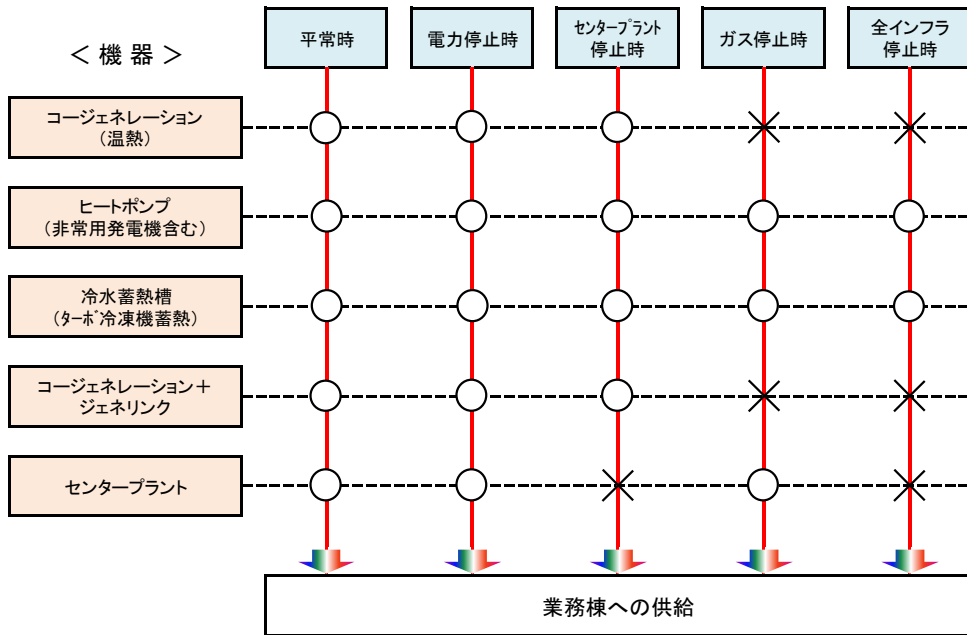 ＜ 機 器 ＞
平常時
電力停止時
ｾﾝﾀｰﾌﾟﾗﾝﾄ
停止時
ガス停止時
全インフラ
停止時
コージェネレーション
（温熱）
ヒートポンプ
（非常用発電機含む）
冷水蓄熱槽
（ﾀｰﾎﾞ冷凍機蓄熱）
コージェネレーション＋
ジェネリンク
センタープラント
業務棟への供給